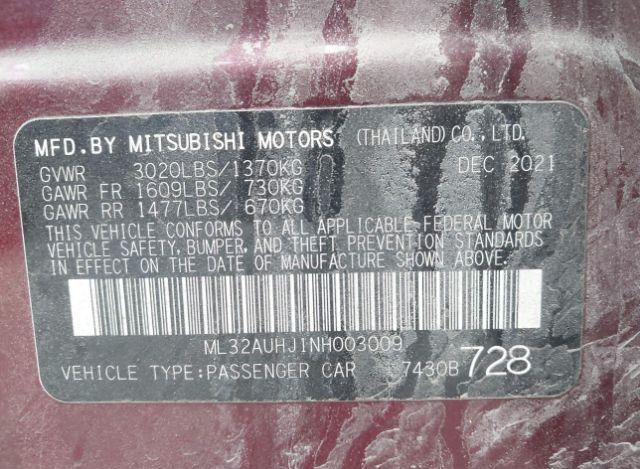 MFD.BY MITSUBISHI MOTORS (THAILAND) CO., LTD.
GVWR 3020LBS/1370KG DEC 2021
GAWR FR 1609LBS/ 730KG
GAWR RR 1477LBS/ 670KG
THIS VEHICLE CONFORMS TO ALL APPLICABLE FEDERAL MOTOR
VEHICLE SAFETY, BUMPER, AND THEFT PREVENTION STANDARDS
IN EFFECT ON THE DATE OF MANUFACTURE SHOWN ABOVE.
ML32AUHJ1NH003009
VEHICLE TYPE:PASSENGER CAR 7430B 728